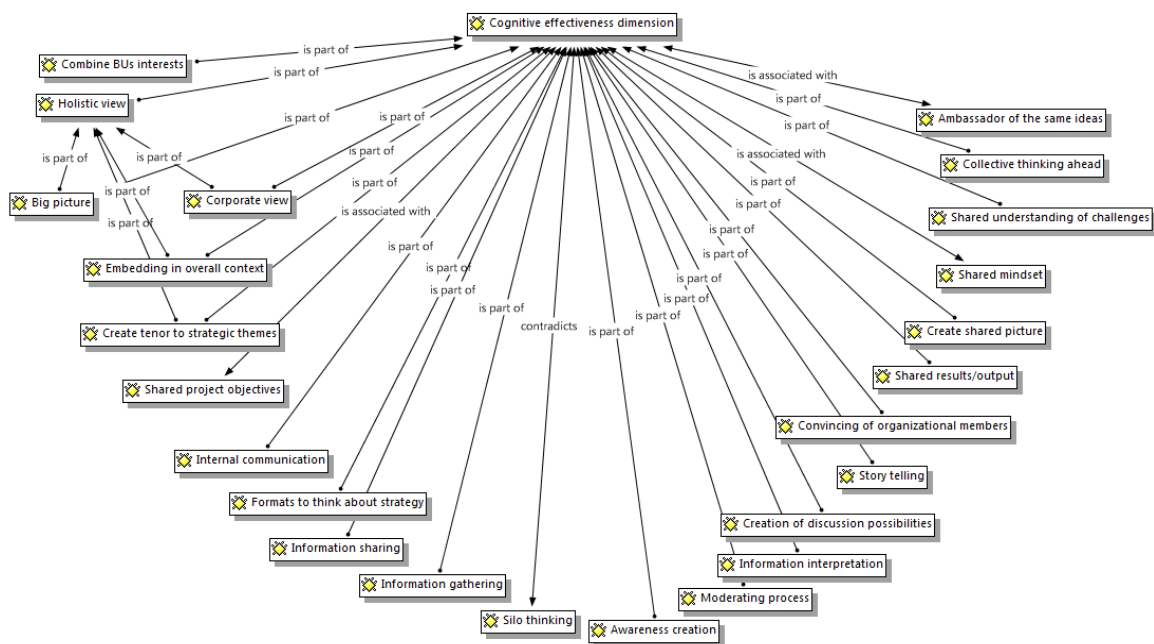 Cognitive effectiveness dimension
is part of
Combine BUs interests
is part of
is associated with
Holistic view
is part of
is part of
Ambassador of the same ideas
is part of
is part of
is part of
is part of
is associated with
Collective thinking ahead
is part of
is part of
is part of
Big picture
Corporate view
is part of
is associated with
Shared understanding of challenges
is part of
is part of
is part of
is part of
Embedding in overall context
is part of
is part of
Shared mindset
is part of
is part of
is part of
is part of
Create tenor to strategic themes
contradicts
is part of
is part of
Create shared picture
Shared project objectives
Shared results/output
Convincing of organizational members
Internal communication
Story telling
Formats to think about strategy
Creation of discussion possibilities
Information sharing
Information interpretation
Information gathering
Moderating process
Silo thinking
Awareness creation